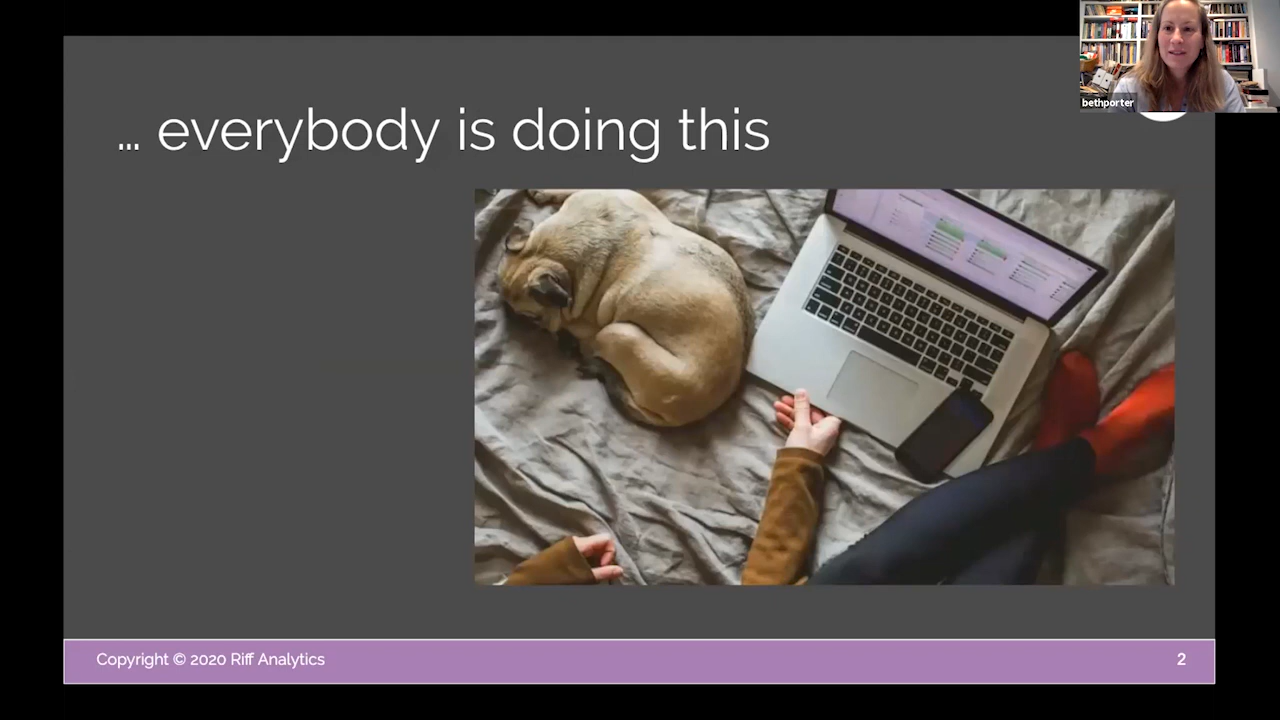 bethporter
... everybody is doing this
Copyright © 2020 Riff Analytics
2